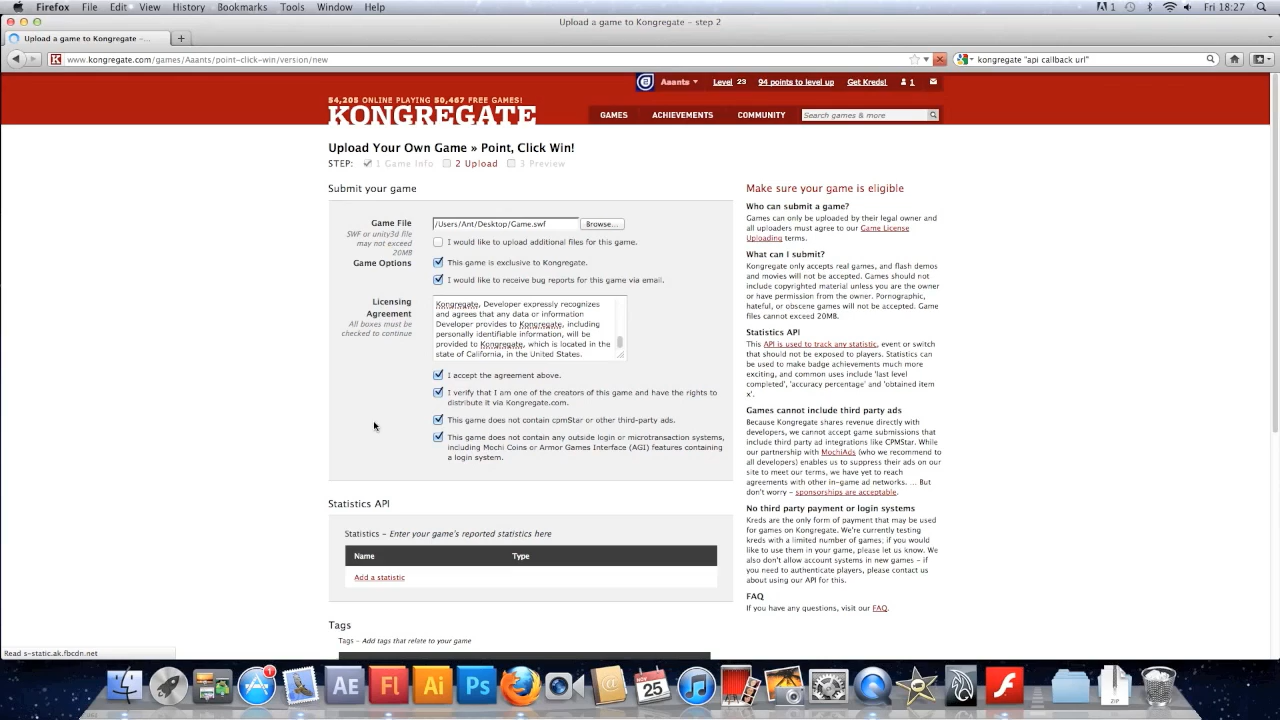 Firefox File Edit View History Bookmarks Tools Window Help 1 Fri 18:27
Upload a game to Kongregate – step 2
Upload a game to Kongregate –... +
www.kongregate.com/games/Aaants/point-click-win/version/new kongregate "api callback url"
Aaants Level 23 94 points to level up Get Kreds! 1
54,205 ONLINE PLAYING 50,467 FREE GAMES!
KONGREGATE GAMES ACHIEVEMENTS COMMUNITY Search games & more
Upload Your Own Game » Point, Click Win!
STEP: 1 Game Info 2 Upload 3 Preview
Submit your game
Game File /Users/Ant/Desktop/Game.swf Browse...
SWF or unity3d file
may not exceed
20MB
I would like to upload additional files for this game.
Game Options This game is exclusive to Kongregate.
I would like to receive bug reports for this game via email.
Licensing
Agreement
All boxes must be
checked to continue
Kongregate, Developer expressly recognizes
and agrees that any data or information
Developer provides to Kongregate, including
personally identifiable information, will be
provided to Kongregate, which is located in the
state of California, in the United States.
I accept the agreement above.
I verify that I am one of the creators of this game and have the rights to
distribute it via Kongregate.com.
This game does not contain cpmStar or other third-party ads.
This game does not contain any outside login or microtransaction systems,
including Mochi Coins or Armor Games Interface (AGI) features containing
a login system.
Statistics API
Statistics – Enter your game's reported statistics here
Name Type
Add a statistic
Tags
Tags – Add tags that relate to your game
Make sure your game is eligible
Who can submit a game?
Games can only be uploaded by their legal owner and
all uploaders must agree to our Game License
Uploading terms.
What can I submit?
Kongregate only accepts real games, and flash demos
and movies will not be accepted. Games should not
include copyrighted material unless you are the owner
or have permission from the owner. Pornographic,
hateful, or obscene games will not be accepted. Game
files cannot exceed 20MB.
Statistics API
This API is used to track any statistic, event or switch
that should not be exposed to players. Statistics can
be used to make badge achievements much more
exciting, and common uses include 'last level
completed', 'accuracy percentage' and 'obtained item
x'.
Games cannot include third party ads
Because Kongregate shares revenue directly with
developers, we cannot accept game submissions that
include third party ad integrations like CPMStar. While
our partnership with MochiAds (who we recommend to
all developers) enables us to suppress their ads on our
site to meet our terms, we have yet to reach
agreements with other in-game ad networks. ... But
don't worry – sponsorships are acceptable.
No third party payment or login systems
Kreds are the only form of payment that may be used
for games on Kongregate. We're currently testing
kreds with a limited number of games; if you would
like to use them in your game, please let us know. We
also don't allow account systems in new games – if
you need to authenticate players, please contact us
about using our API for this.
FAQ
If you have any questions, visit our FAQ.
Read s-static.ak.fbcdn.net
1 AE Fl Ai Ps NOV 25 ZIP